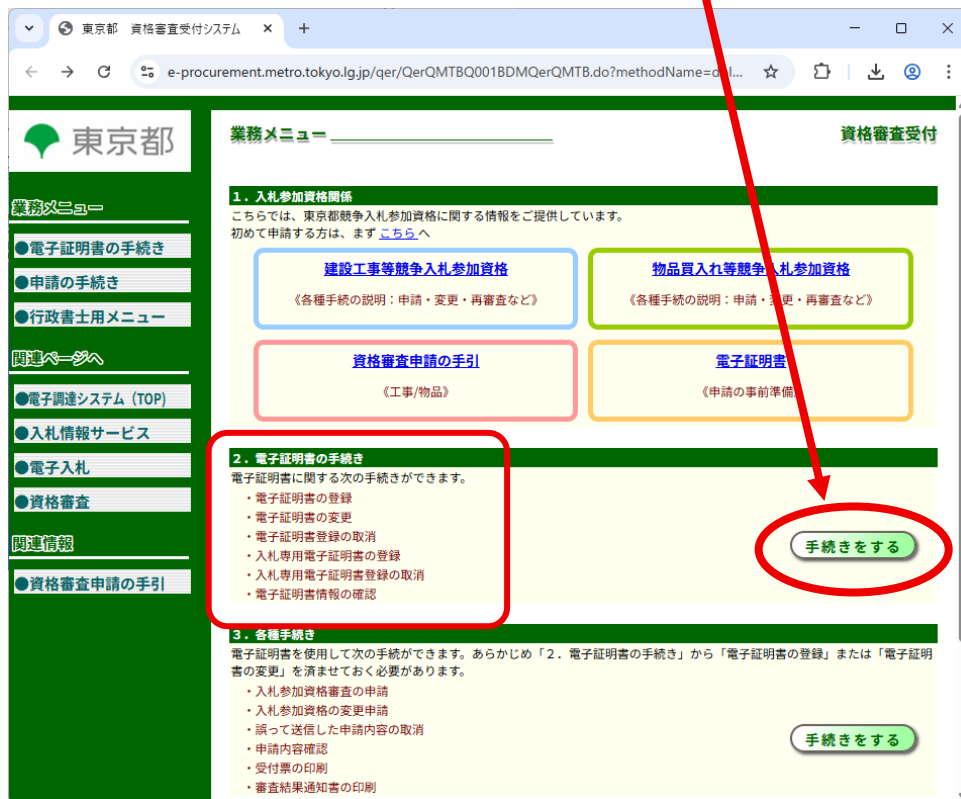 東京都 資格審査受付システム
e-procurement.metro.tokyo.lg.jp/qer/QerQMTBQ001BDMQerQMTB.do?methodName=d
東京都
業務メニュー
資格審査受付
業務メニュー
●電子証明書の手続き
●申請の手続き
●行政書士用メニュー
関連ページへ
●電子調達システム（TOP）
●入札情報サービス
●電子入札
●資格審査
関連情報
●資格審査申請の手引
１．入札参加資格関係
こちらでは、東京都競争入札参加資格に関する情報をご提供しています。
初めて申請する方は、まず こちら へ
建設工事等競争入札参加資格
《各種手続の説明：申請・変更・再審査など》
物品買入れ等競争入札参加資格
《各種手続の説明：申請・変更・再審査など》
資格審査申請の手引
《工事/物品》
電子証明書
《申請の事前準備》
２．電子証明書の手続き
電子証明書に関する次の手続きができます。
・電子証明書の登録
・電子証明書の変更
・電子証明書登録の取消
・入札専用電子証明書の登録
・入札専用電子証明書登録の取消
・電子証明書情報の確認
手続きをする
３．各種手続き
電子証明書を使用して次の手続ができます。あらかじめ「２．電子証明書の手続き」から「電子証明書の登録」または「電子証明
書の変更」を済ませておく必要があります。
・入札参加資格審査の申請
・入札参加資格の変更申請
・誤って送信した申請内容の取消
・申請内容確認
・受付票の印刷
・審査結果通知書の印刷
手続きをする